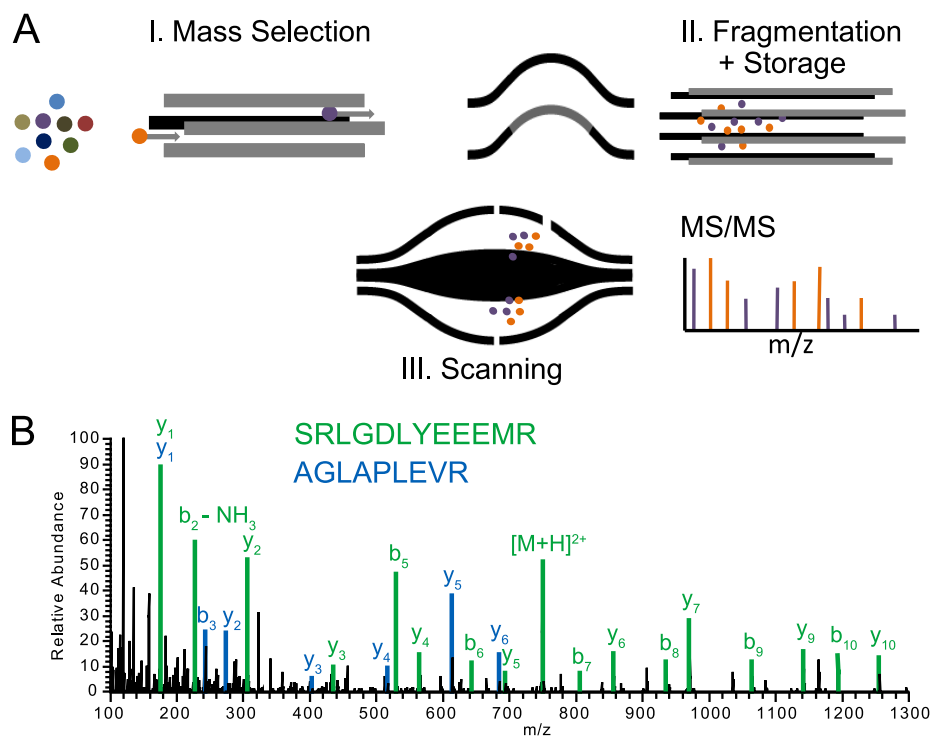 A
I. Mass Selection
II. Fragmentation
+ Storage
MS/MS
m/z
III. Scanning
B
SRLGDLYEEEMR
AGLAPLEVR
Relative Abundance
100
90
80
70
60
50
40
30
20
10
0
y1
y1
b2 - NH3
y2
b3
y2
y3
y3
y4
b5
y4
y5
b6
y6
y5
[M+H]2+
b7
y6
b8
y7
b9
y9
b10
y10
100 200 300 400 500 600 700 800 900 1000 1100 1200 1300
m/z